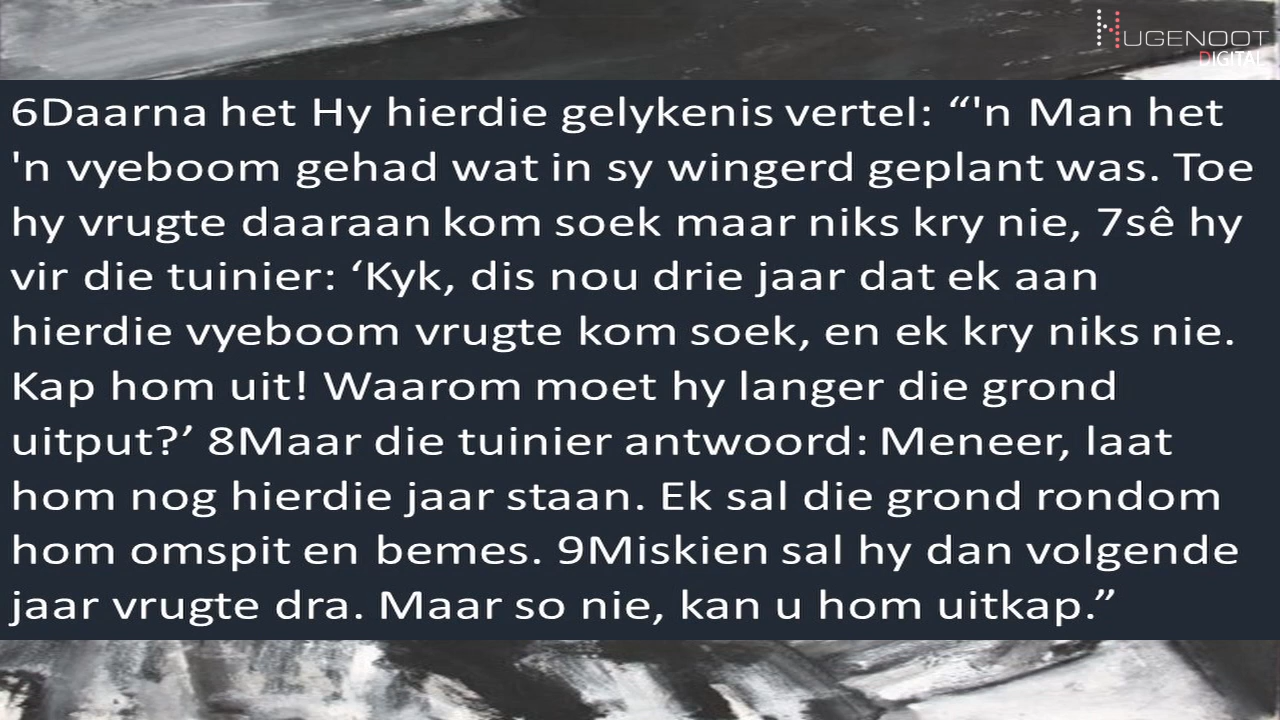 HUGENOOT
DIGITAL
6Daarna het Hy hierdie gelykenis vertel: “'n Man het
'n vyeboom gehad wat in sy wingerd geplant was. Toe
hy vrugte daaraan kom soek maar niks kry nie, 7sê hy
vir die tuinier: ‘Kyk, dis nou drie jaar dat ek aan
hierdie vyeboom vrugte kom soek, en ek kry niks nie.
Kap hom uit! Waarom moet hy langer die grond
uitput?’ 8Maar die tuinier antwoord: Meneer, laat
hom nog hierdie jaar staan. Ek sal die grond rondom
hom omspit en bemes. 9Miskien sal hy dan volgende
jaar vrugte dra. Maar so nie, kan u hom uitkap.”